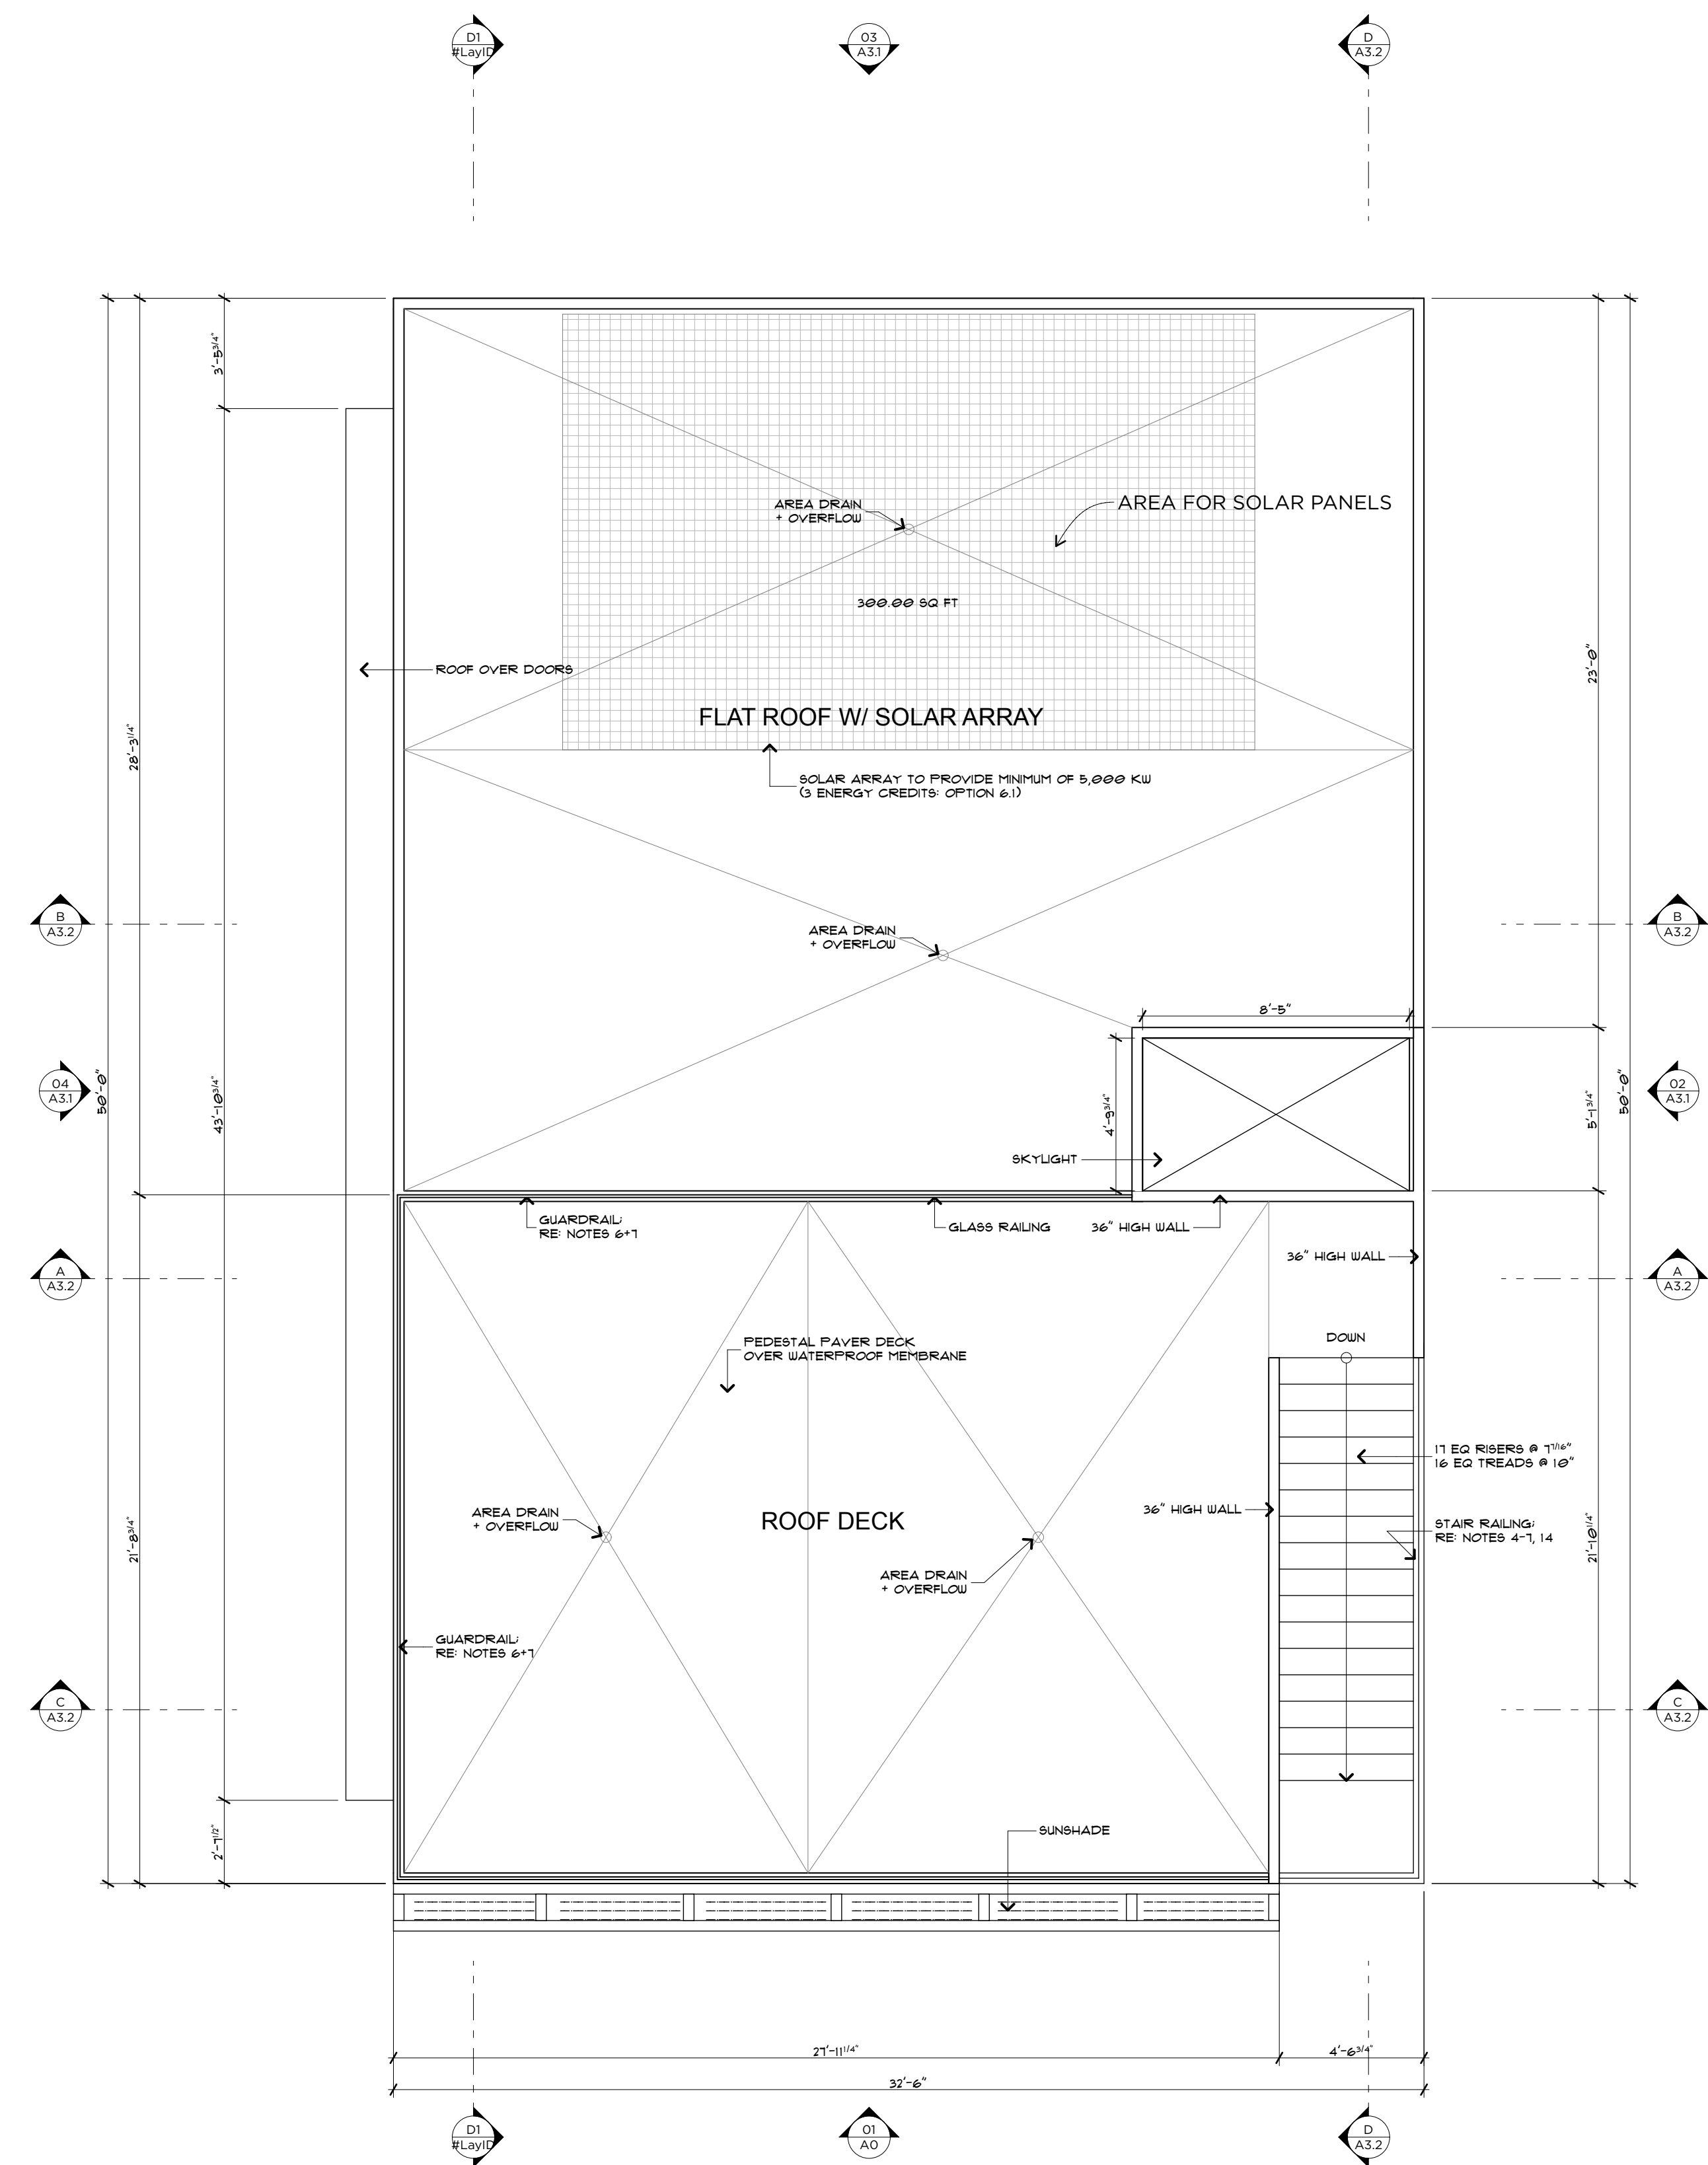 D1
#LayID
03
A3.1
D
A3.2
3'-5 3/4"
AREA DRAIN
+ OVERFLOW
AREA FOR SOLAR PANELS
300.00 SQ FT
ROOF OVER DOORS
23'-0"
FLAT ROOF W/ SOLAR ARRAY
28'-3 1/4"
SOLAR ARRAY TO PROVIDE MINIMUM OF 5,000 KW
(3 ENERGY CREDITS: OPTION 6.1)
B
A3.2
AREA DRAIN
+ OVERFLOW
B
A3.2
8'-5"
04
A3.1
50'-0"
43'-10 3/4"
4'-9 3/4"
5'-1 3/4"
50'-0"
02
A3.1
SKYLIGHT
GUARDRAIL;
RE: NOTES 6+7
GLASS RAILING
36" HIGH WALL
36" HIGH WALL
A
A3.2
A
A3.2
DOWN
PEDESTAL PAVER DECK
OVER WATERPROOF MEMBRANE
17 EQ RISERS @ 7 7/16"
16 EQ TREADS @ 10"
AREA DRAIN
+ OVERFLOW
ROOF DECK
36" HIGH WALL
STAIR RAILING;
RE: NOTES 4-7, 14
21'-8 3/4"
21'-10 1/4"
AREA DRAIN
+ OVERFLOW
GUARDRAIL;
RE: NOTES 6+7
C
A3.2
C
A3.2
2'-7 1/2"
SUNSHADE
27'-11 1/4"
4'-6 3/4"
32'-6"
D1
#LayID
01
A0
D
A3.2